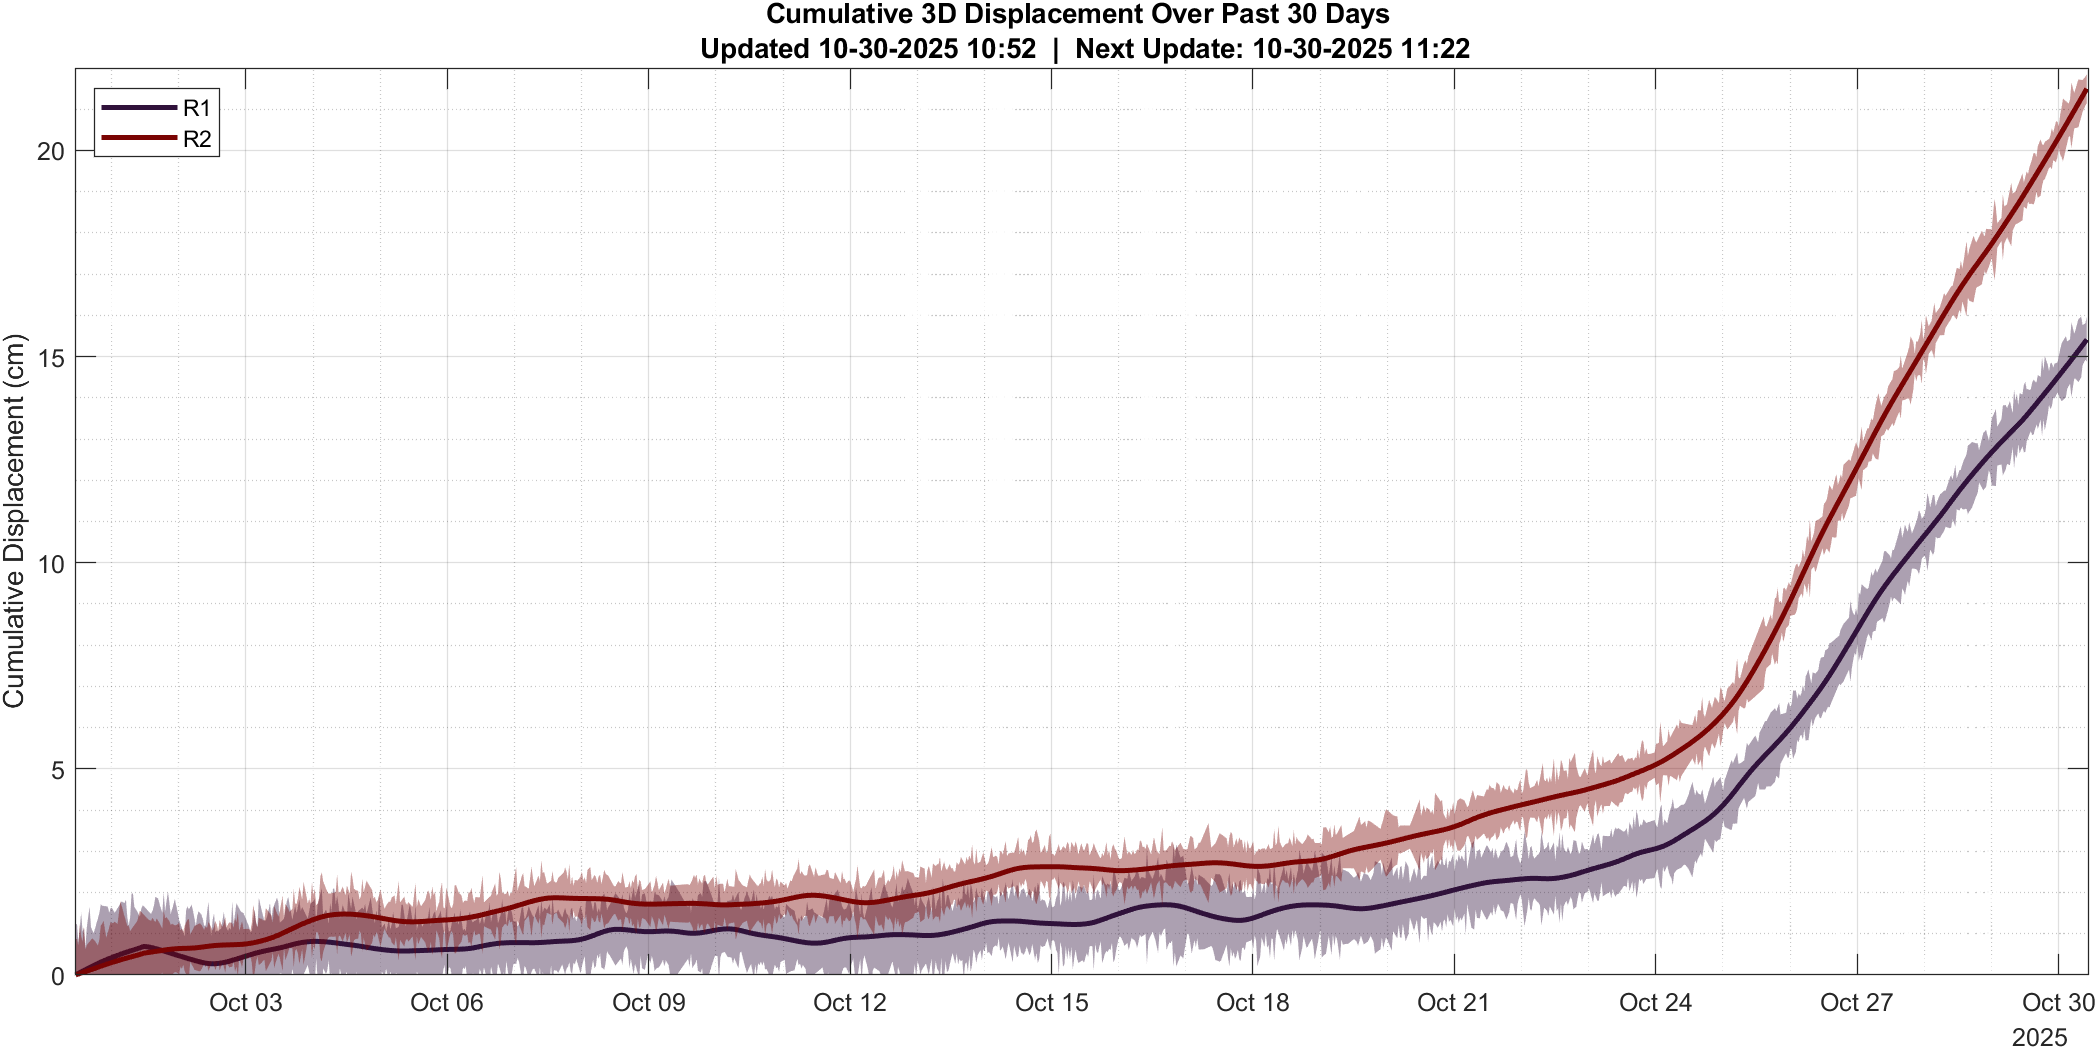 Cumulative 3D Displacement Over Past 30 Days
Updated 10-30-2025 10:52 | Next Update: 10-30-2025 11:22
R1
R2
Cumulative Displacement (cm)
20
15
10
5
0
Oct 03 Oct 06 Oct 09 Oct 12 Oct 15 Oct 18 Oct 21 Oct 24 Oct 27 Oct 30
2025